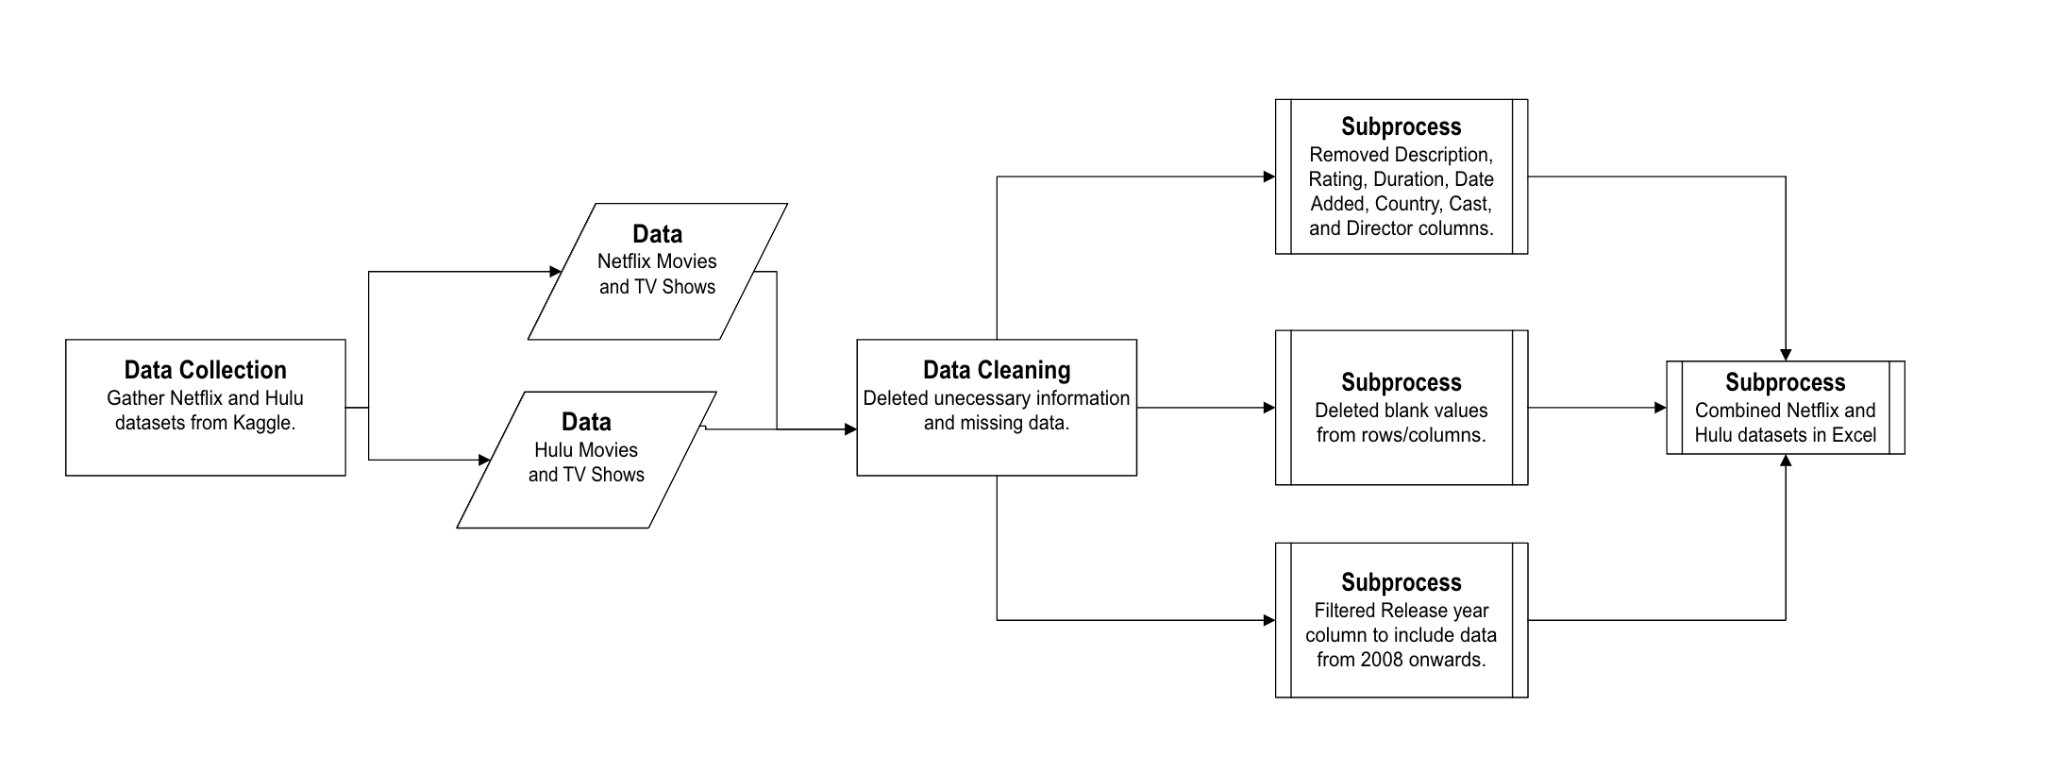 Data Collection
Gather Netflix and Hulu
datasets from Kaggle.
Data
Netflix Movies
and TV Shows
Data
Hulu Movies
and TV Shows
Data Cleaning
Deleted unecessary information
and missing data.
Subprocess
Removed Description,
Rating, Duration, Date
Added, Country, Cast,
and Director columns.
Subprocess
Deleted blank values
from rows/columns.
Subprocess
Filtered Release year
column to include data
from 2008 onwards.
Subprocess
Combined Netflix and
Hulu datasets in Excel